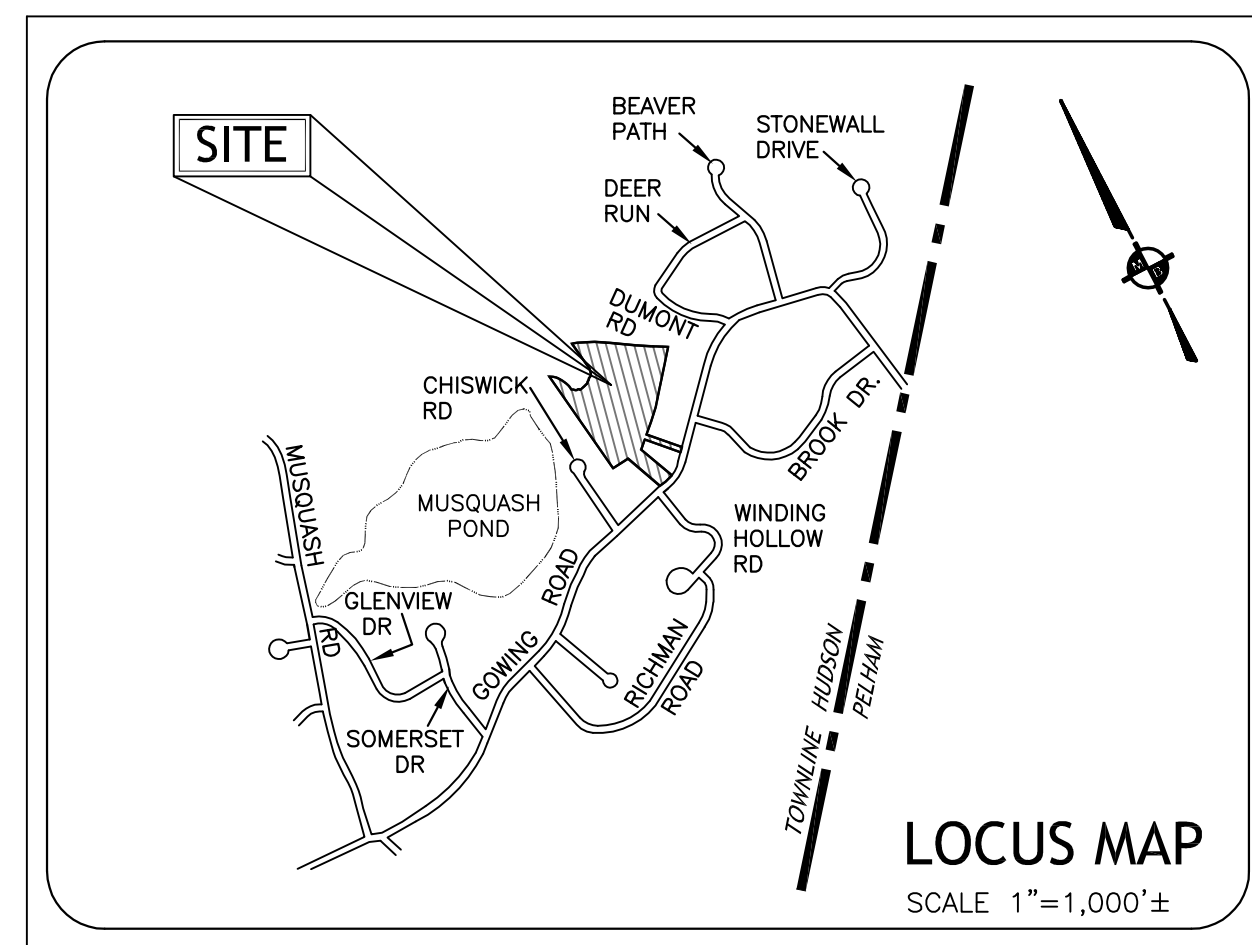 SITE
BEAVER
PATH
STONEWALL
DRIVE
DEER
RUN
DUMONT
RD
CHISWICK
RD
BROOK DR.
MUSQUASH
RD
MUSQUASH
POND
WINDING
HOLLOW
RD
GLENVIEW
DR
GOWING
ROAD
RICHMAN
ROAD
SOMERSET
DR
TOWNLINE HUDSON
PELHAM
LOCUS MAP
SCALE 1"=1,000'±